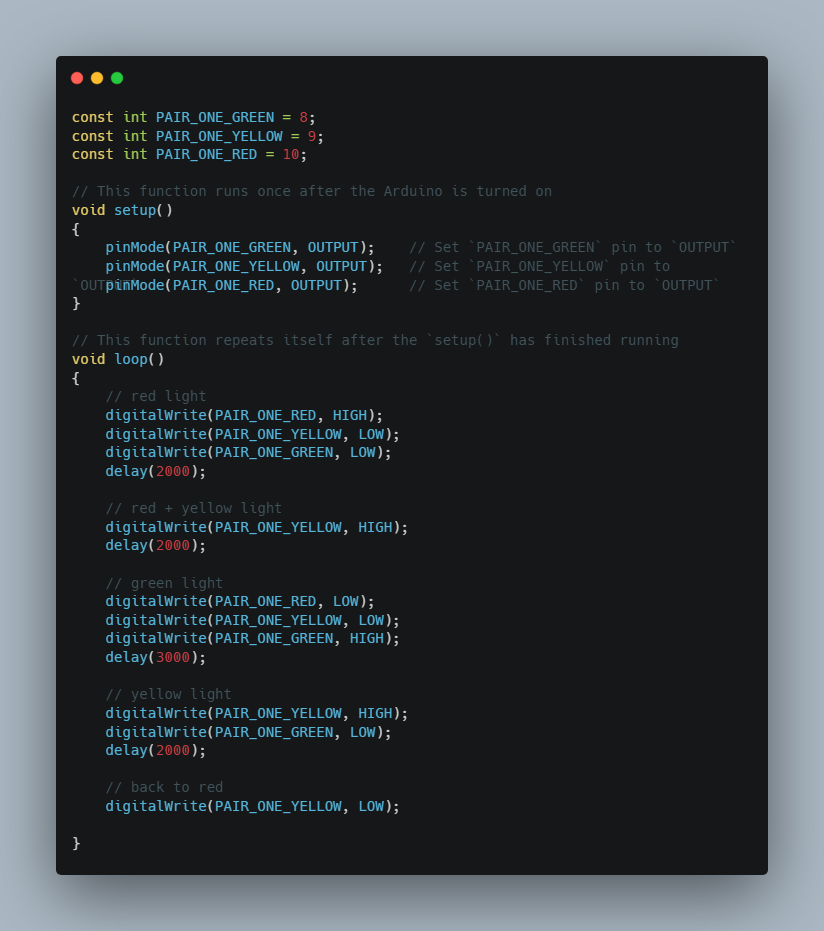 const int PAIR_ONE_GREEN = 8;
const int PAIR_ONE_YELLOW = 9;
const int PAIR_ONE_RED = 10;

// This function runs once after the Arduino is turned on
void setup()
{
    pinMode(PAIR_ONE_GREEN, OUTPUT);    // Set `PAIR_ONE_GREEN` pin to `OUTPUT`
    pinMode(PAIR_ONE_YELLOW, OUTPUT);   // Set `PAIR_ONE_YELLOW` pin to
`OUTPUT`
    pinMode(PAIR_ONE_RED, OUTPUT);      // Set `PAIR_ONE_RED` pin to `OUTPUT`
}

// This function repeats itself after the `setup()` has finished running
void loop()
{
    // red light
    digitalWrite(PAIR_ONE_RED, HIGH);
    digitalWrite(PAIR_ONE_YELLOW, LOW);
    digitalWrite(PAIR_ONE_GREEN, LOW);
    delay(2000);

    // red + yellow light
    digitalWrite(PAIR_ONE_YELLOW, HIGH);
    delay(2000);

    // green light
    digitalWrite(PAIR_ONE_RED, LOW);
    digitalWrite(PAIR_ONE_YELLOW, LOW);
    digitalWrite(PAIR_ONE_GREEN, HIGH);
    delay(3000);

    // yellow light
    digitalWrite(PAIR_ONE_YELLOW, HIGH);
    digitalWrite(PAIR_ONE_GREEN, LOW);
    delay(2000);

    // back to red
    digitalWrite(PAIR_ONE_YELLOW, LOW);

}